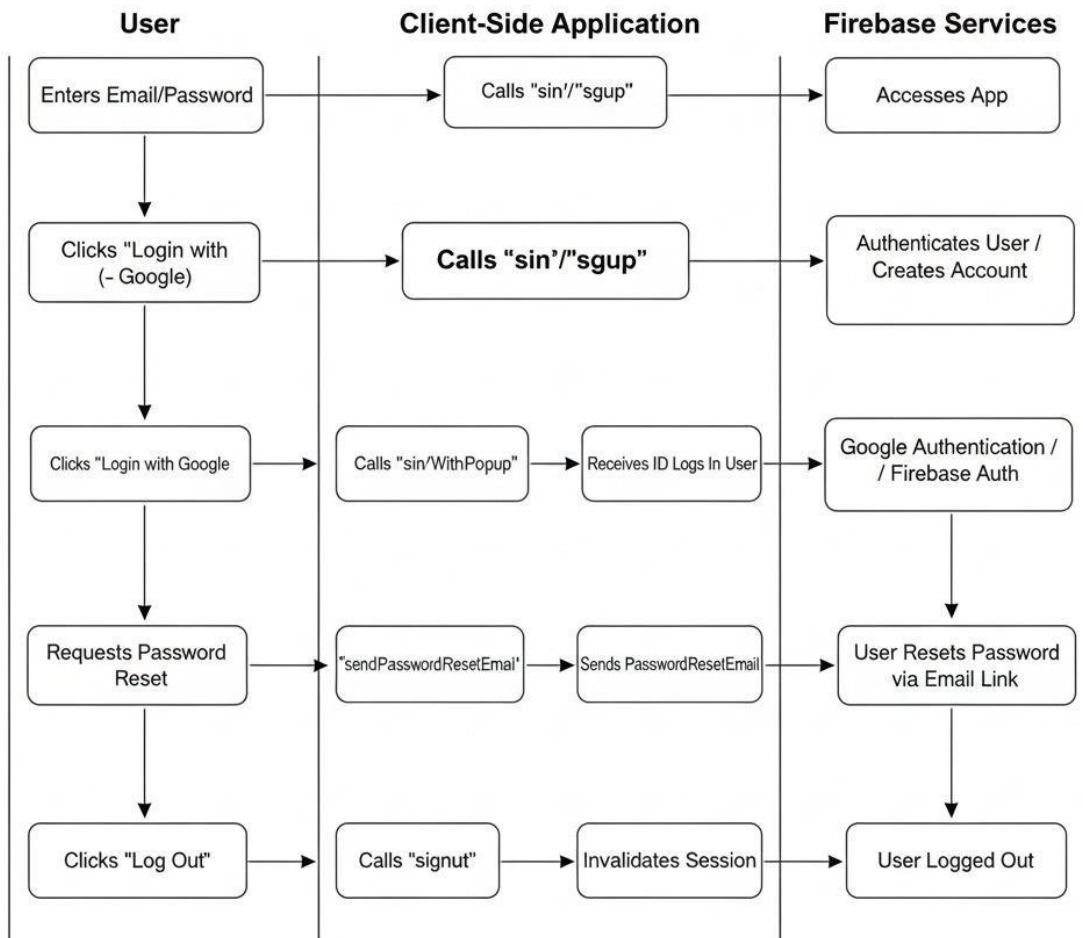 User
Client-Side Application
Firebase Services
Enters Email/Password
Calls "sin'/"sgup"
Accesses App
Clicks "Login with
(- Google)
Calls "sin'/"sgup"
Authenticates User /
Creates Account
Clicks "Login with Google
Calls "sin/WithPopup"
Receives ID Logs In User
Google Authentication /
/ Firebase Auth
Requests Password
Reset
"sendPasswordResetEmai'
Sends PasswordResetEmail
User Resets Password
via Email Link
Clicks "Log Out"
Calls "signut"
Invalidates Session
User Logged Out